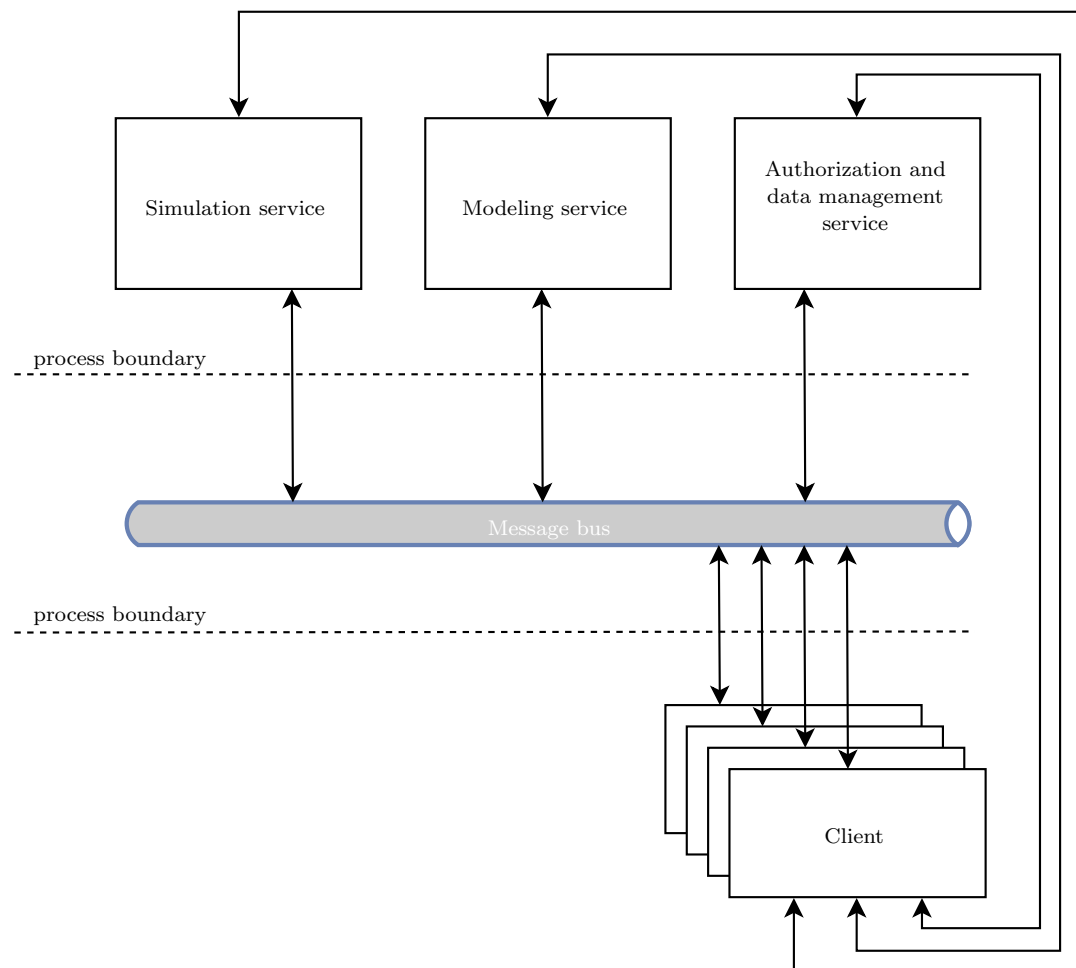 Simulation service
Modeling service
Authorization and
data management
service
process boundary
Message bus
process boundary
Client